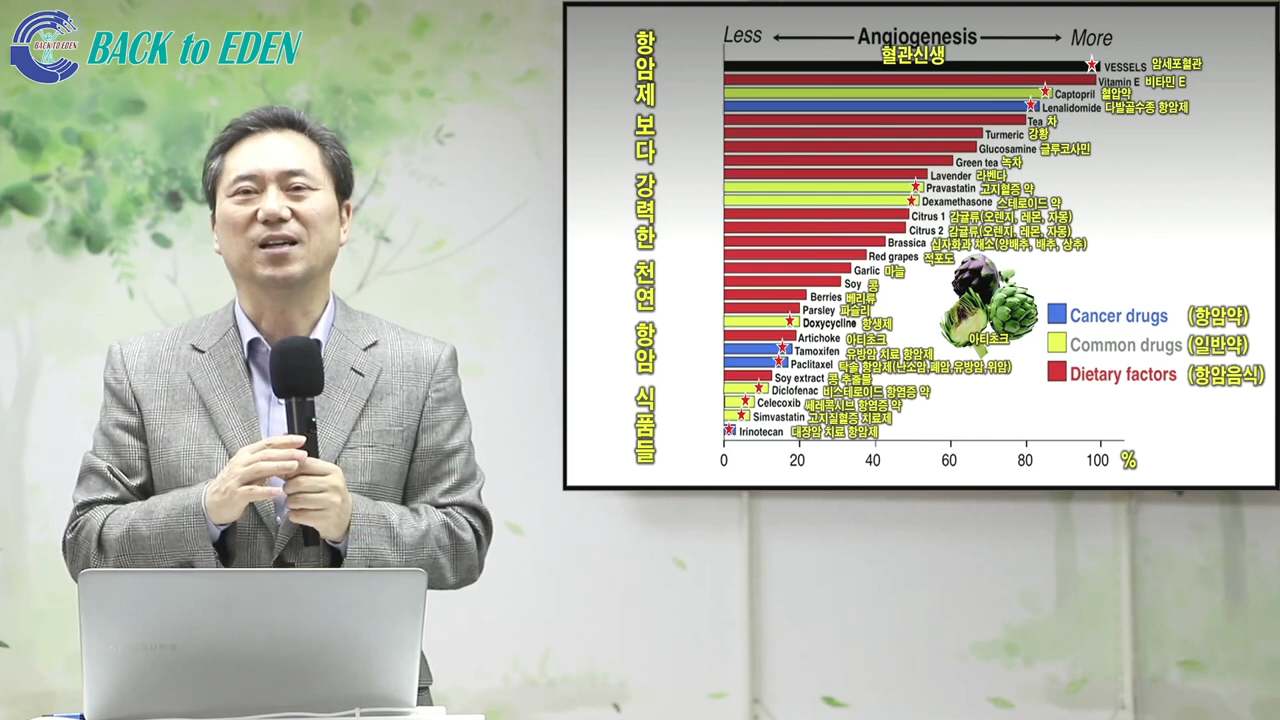 BACK TO EDEN
BACK to EDEN
항암제 보다 강력한 천연 항암 식품들
Less Angiogenesis More
혈관신생
VESSELS 암세포혈관
Vitamin E 비타민 E
Captopril 혈압약
Lenalidomide 다발골수종 항암제
Tea 차
Turmeric 강황
Glucosamine 글루코사민
Green tea 녹차
Lavender 라벤다
Pravastatin 고지혈증 약
Dexamethasone 스테로이드 약
Citrus 1 감귤류(오렌지, 레몬, 자몽)
Citrus 2 감귤류(오렌지, 레몬, 자몽)
Brassica 십자화과 채소(양배추, 배추, 상추)
Red grapes 적포도
Garlic 마늘
Soy 콩
Berries 베리류
Parsley 파슬리
Doxycycline 항생제
Artichoke 아티초크
Tamoxifen 유방암 치료 항암제
Paclitaxel 탁솔 항암제(난소암,폐암,유방암,위암)
Soy extract 콩 추출물
Diclofenac 비스테로이드 항염증 약
Celecoxib 쎄레콕시브 항염증 약
Simvastatin 고지질혈증 치료제
Irinotecan 대장암 치료 항암제
아티초크
Cancer drugs (항암약)
Common drugs (일반약)
Dietary factors (항암음식)
0 20 40 60 80 100 %
SAMSUNG